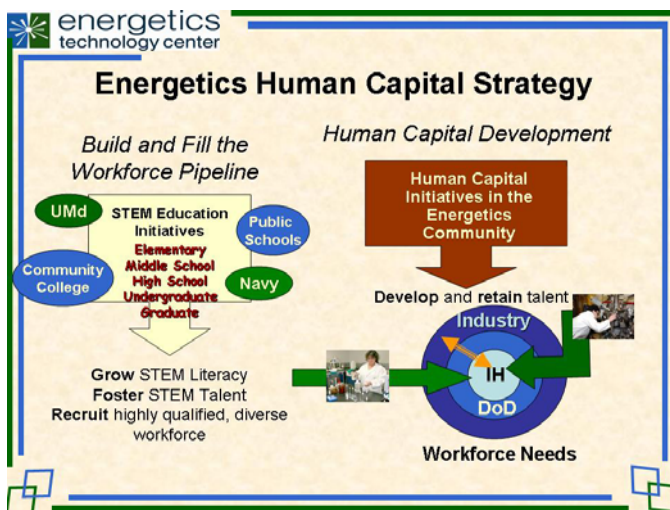 energetics
technology center
Energetics Human Capital Strategy
Build and Fill the
Workforce Pipeline
UMd
STEM Education
Initiatives
Public
Schools
Elementary
Middle School
High School
Undergraduate
Graduate
Community
College
Navy
Grow STEM Literacy
Foster STEM Talent
Recruit highly qualified, diverse
workforce
Human Capital Development
Human Capital
Initiatives in the
Energetics
Community
Develop and retain talent
Industry
IH
DoD
Workforce Needs